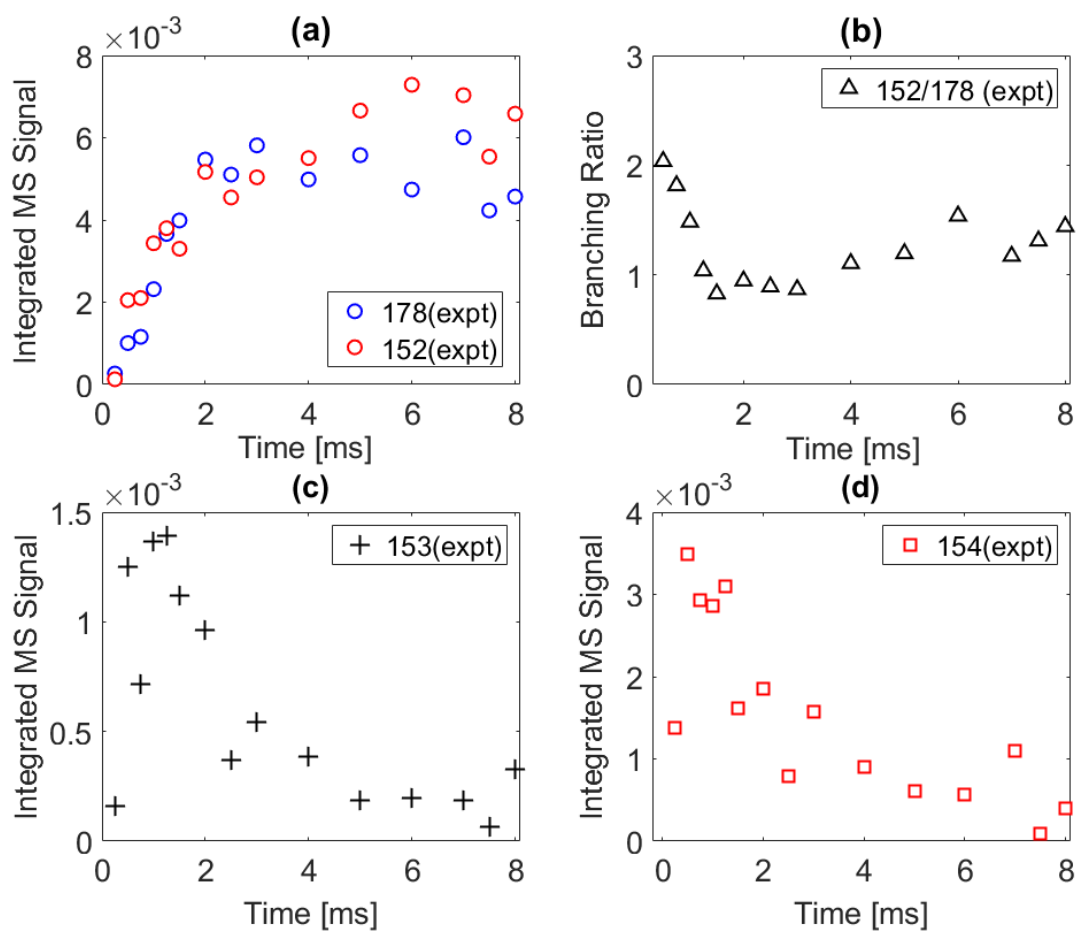 (a)
×10-3
Integrated MS Signal
8
6
4
2
0
178(expt)
152(expt)
0 2 4 6 8
Time [ms]
(b)
Branching Ratio
3
2
1
0
152/178 (expt)
2 4 6 8
Time [ms]
(c)
×10-3
Integrated MS Signal
1.5
1
0.5
0
153(expt)
0 2 4 6 8
Time [ms]
(d)
×10-3
Integrated MS Signal
4
3
2
1
0
154(expt)
0 2 4 6 8
Time [ms]